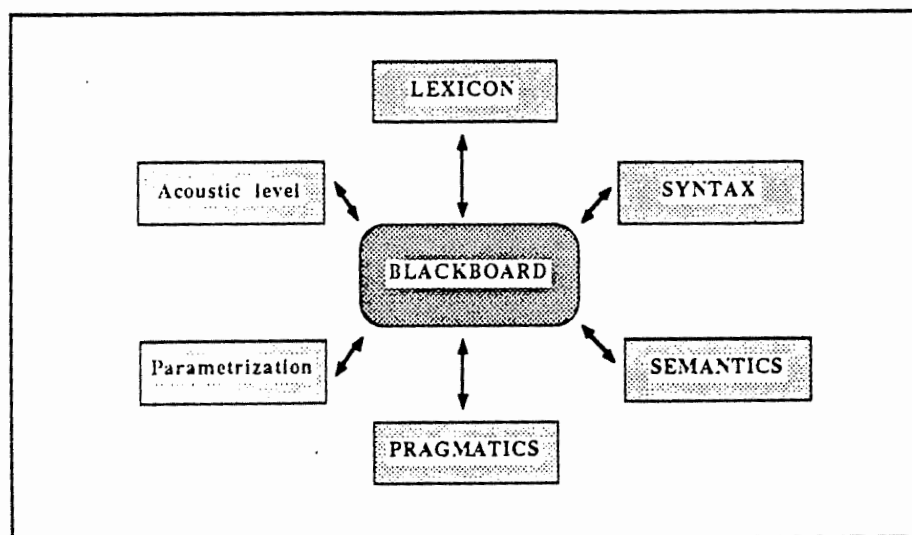 LEXICON
Acoustic level
SYNTAX
BLACKBOARD
Parametrization
SEMANTICS
PRAGMATICS